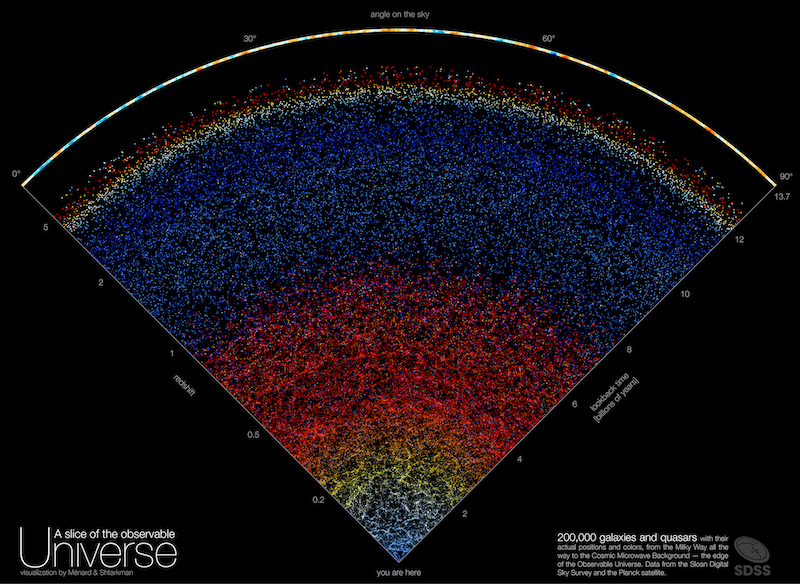 angle on the sky
30°
60°
0°
90°
13.7
5
12
2
10
1
8
redshift
lookback time
[billions of years]
6
0.5
4
0.2
2
A slice of the observable
Universe
visualization by Ménard & Shtarkman
you are here
200,000 galaxies and quasars with their
actual positions and colors, from the Milky Way all the
way to the Cosmic Microwave Background — the edge
of the Observable Universe. Data from the Sloan Digital
Sky Survey and the Planck satellite.
SDSS